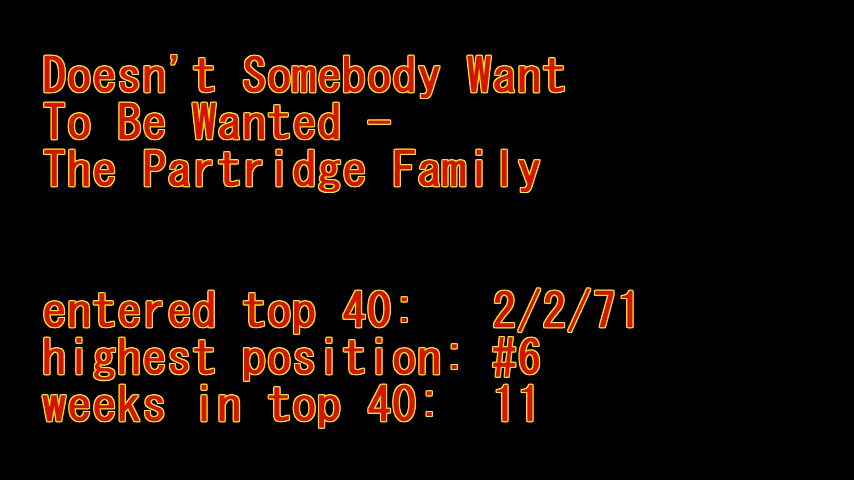 Doesn't Somebody Want
To Be Wanted –
The Partridge Family
entered top 40: 2/2/71
highest position: #6
weeks in top 40: 11